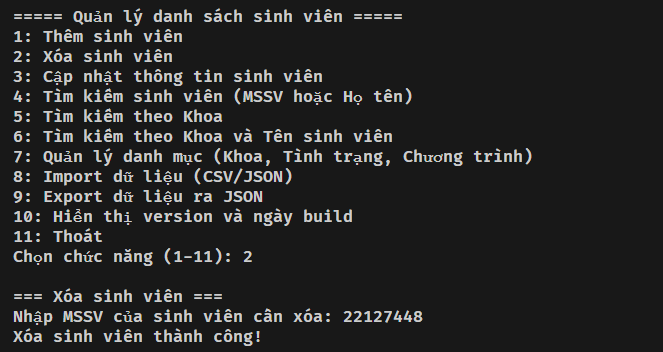 ===== Quản lý danh sách sinh viên =====
1: Thêm sinh viên
2: Xóa sinh viên
3: Cập nhật thông tin sinh viên
4: Tìm kiếm sinh viên (MSSV hoặc Họ tên)
5: Tìm kiếm theo Khoa
6: Tìm kiếm theo Khoa và Tên sinh viên
7: Quản lý danh mục (Khoa, Tình trạng, Chương trình)
8: Import dữ liệu (CSV/JSON)
9: Export dữ liệu ra JSON
10: Hiển thị version và ngày build
11: Thoát
Chọn chức năng (1-11): 2
=== Xóa sinh viên ===
Nhập MSSV của sinh viên cần xóa: 22127448
Xóa sinh viên thành công!